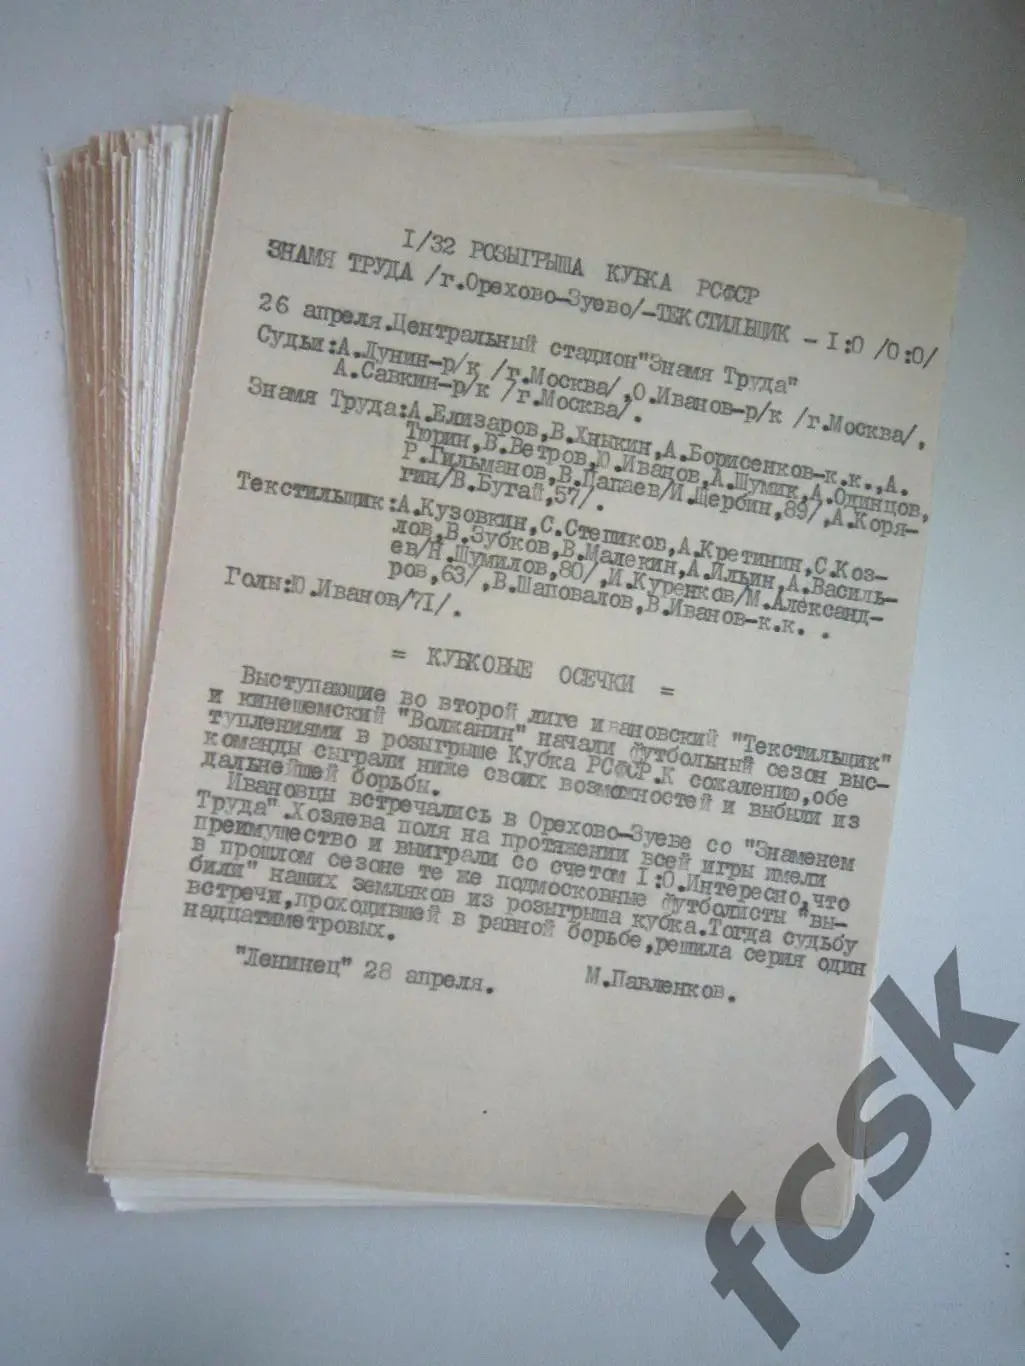 I/32 РОЗЫГРЫША КУБКА РСФСР
ЗНАМЯ ТРУДА /г.Орехово-Зуево/-ТЕКСТИЛЬЩИК - I:0 /0:0/
26 апреля.Центральный стадион"Знамя Труда"
Судьи:А.Лунин-р/к /г.Москва/,О.Иванов-р/к /г.Москва/,
А.Савкин-р/к /г.Москва/.
Знамя Труда:А.Елизаров,В.Хныкин,А.Борисенков-к.к.,А.
Тюрин,В.Ветров,Ю.Иванов,А.Шумик,А.Одинцов,
Р.Гильманов,В.Папаев/И.Щербин,89/,А.Коря-
гин/В.Бугай,57/.
Текстильщик:А.Кузовкин,С.Степиков,А.Кретинин,С.Коз-
лов,В.Зубков,В.Малекин,А.Ильин,А.Василь-
ев/Н.Шумилов,80/,И.Куренков/М.Александ-
ров,63/,В.Шаповалов,В.Иванов-к.к. .
Голы:Ю.Иванов/71/.
= КУБКОВЫЕ ОСЕЧКИ =
Выступающие во второй лиге ивановский "Текстильщик"
и кинешемский "Волжанин" начали футбольный сезон выс-
туплениями в розыгрыше Кубка РСФСР.К сожалению,обе
команды сыграли ниже своих возможностей и выбыли из
дальнейшей борьбы.
Ивановцы встречались в Орехово-Зуеве со "Знаменем
Труда".Хозяева поля на протяжении всей игры имели
преимущество и выиграли со счетом I:0.Интересно,что
в прошлом сезоне те же подмосковные футболисты "вы-
били" наших земляков из розыгрыша кубка.Тогда судьбу
встречи,проходившей в равной борьбе,решила серия один
надцатиметровых.
"Ленинец" 28 апреля. М.Павленков.
fcsk